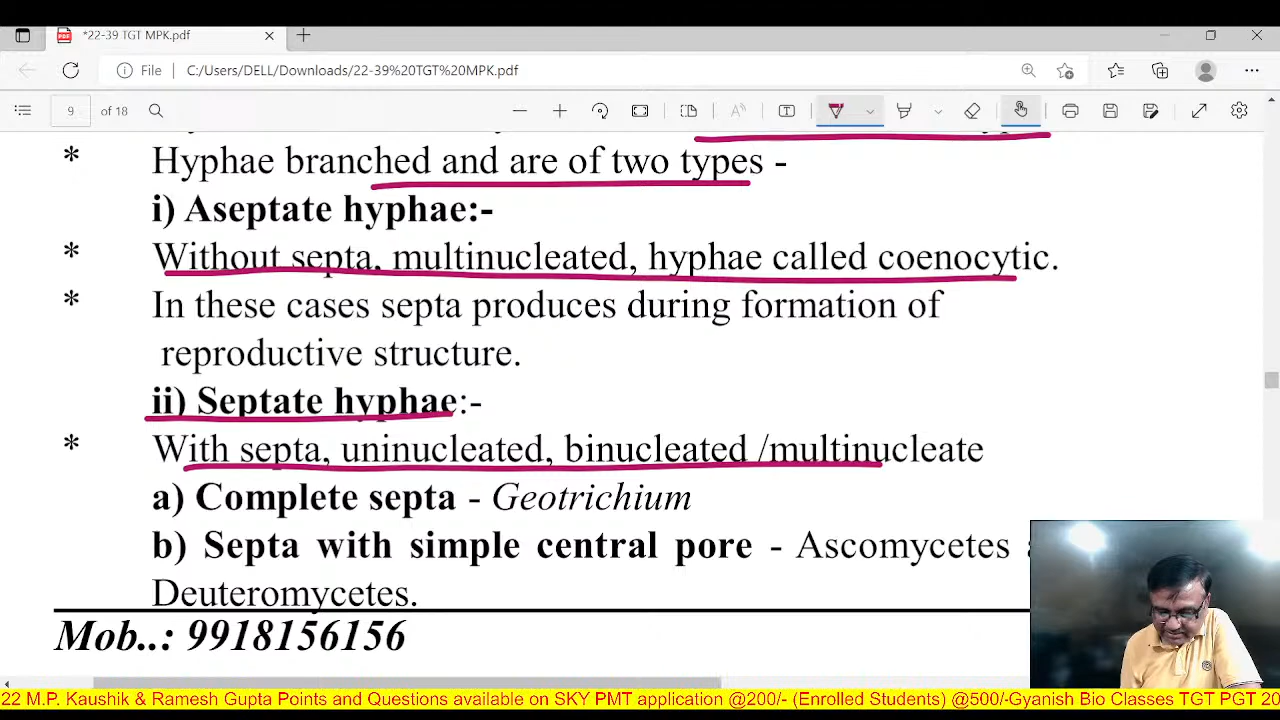 *22-39 TGT MPK.pdf
File C:/Users/DELL/Downloads/22-39%20TGT%20MPK.pdf
9 of 18
* Hyphae branched and are of two types -
i) Aseptate hyphae:-
* Without septa, multinucleated, hyphae called coenocytic.
* In these cases septa produces during formation of
reproductive structure.
ii) Septate hyphae:-
* With septa, uninucleated, binucleated /multinucleate
a) Complete septa - Geotrichium
b) Septa with simple central pore - Ascomycetes
Deuteromycetes.
Mob..: 9918156156
22 M.P. Kaushik & Ramesh Gupta Points and Questions available on SKY PMT application @200/- (Enrolled Students) @500/-Gyanish Bio Classes TGT PGT 20